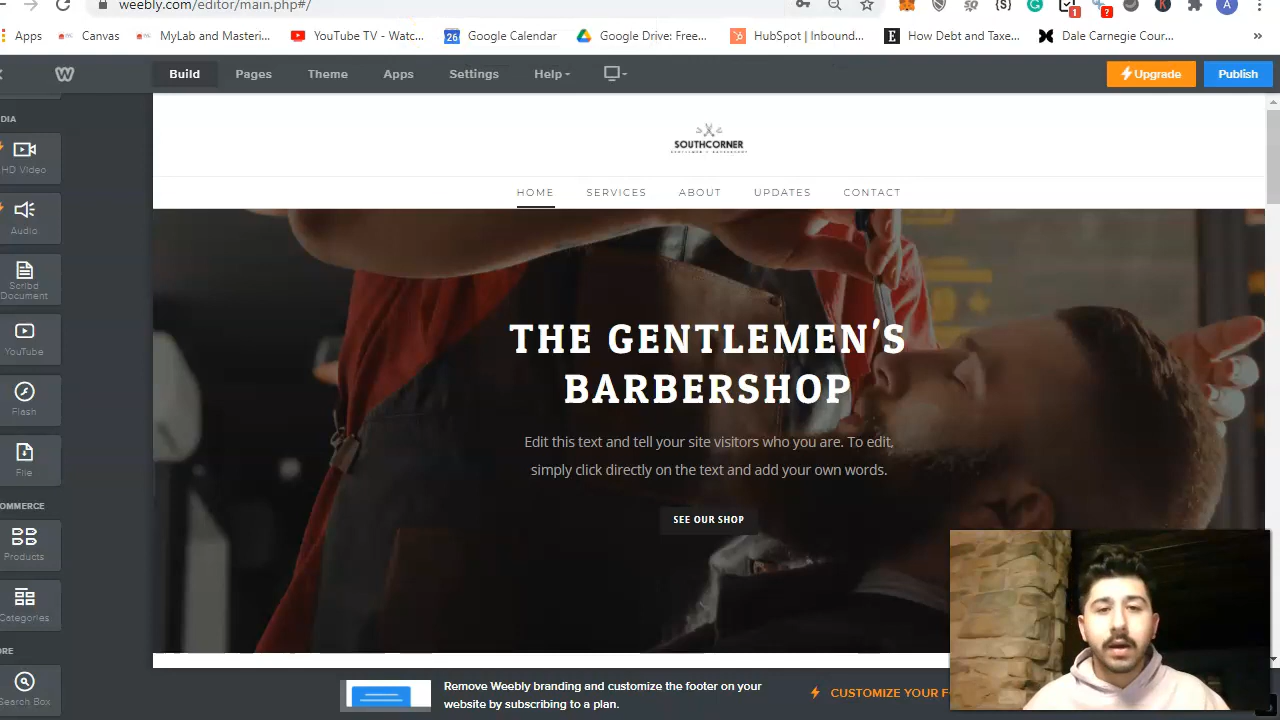 weebly.com/editor/main.php#/
1
?
A
Apps
Canvas
MyLab and Masteri...
YouTube TV - Watc...
26 Google Calendar
Google Drive: Free...
HubSpot | Inbound...
E How Debt and Taxe...
Dale Carnegie Cour...
»
Build
Pages
Theme
Apps
Settings
Help
Upgrade
Publish
DIA
HD Video
Audio
Scribd
Document
YouTube
Flash
File
OMMERCE
Products
Categories
ORE
Search Box
SOUTHCORNER
HOME
SERVICES
ABOUT
UPDATES
CONTACT
THE GENTLEMEN'S
BARBERSHOP
Edit this text and tell your site visitors who you are. To edit,
simply click directly on the text and add your own words.
SEE OUR SHOP
Remove Weebly branding and customize the footer on your
website by subscribing to a plan.
CUSTOMIZE YOUR F